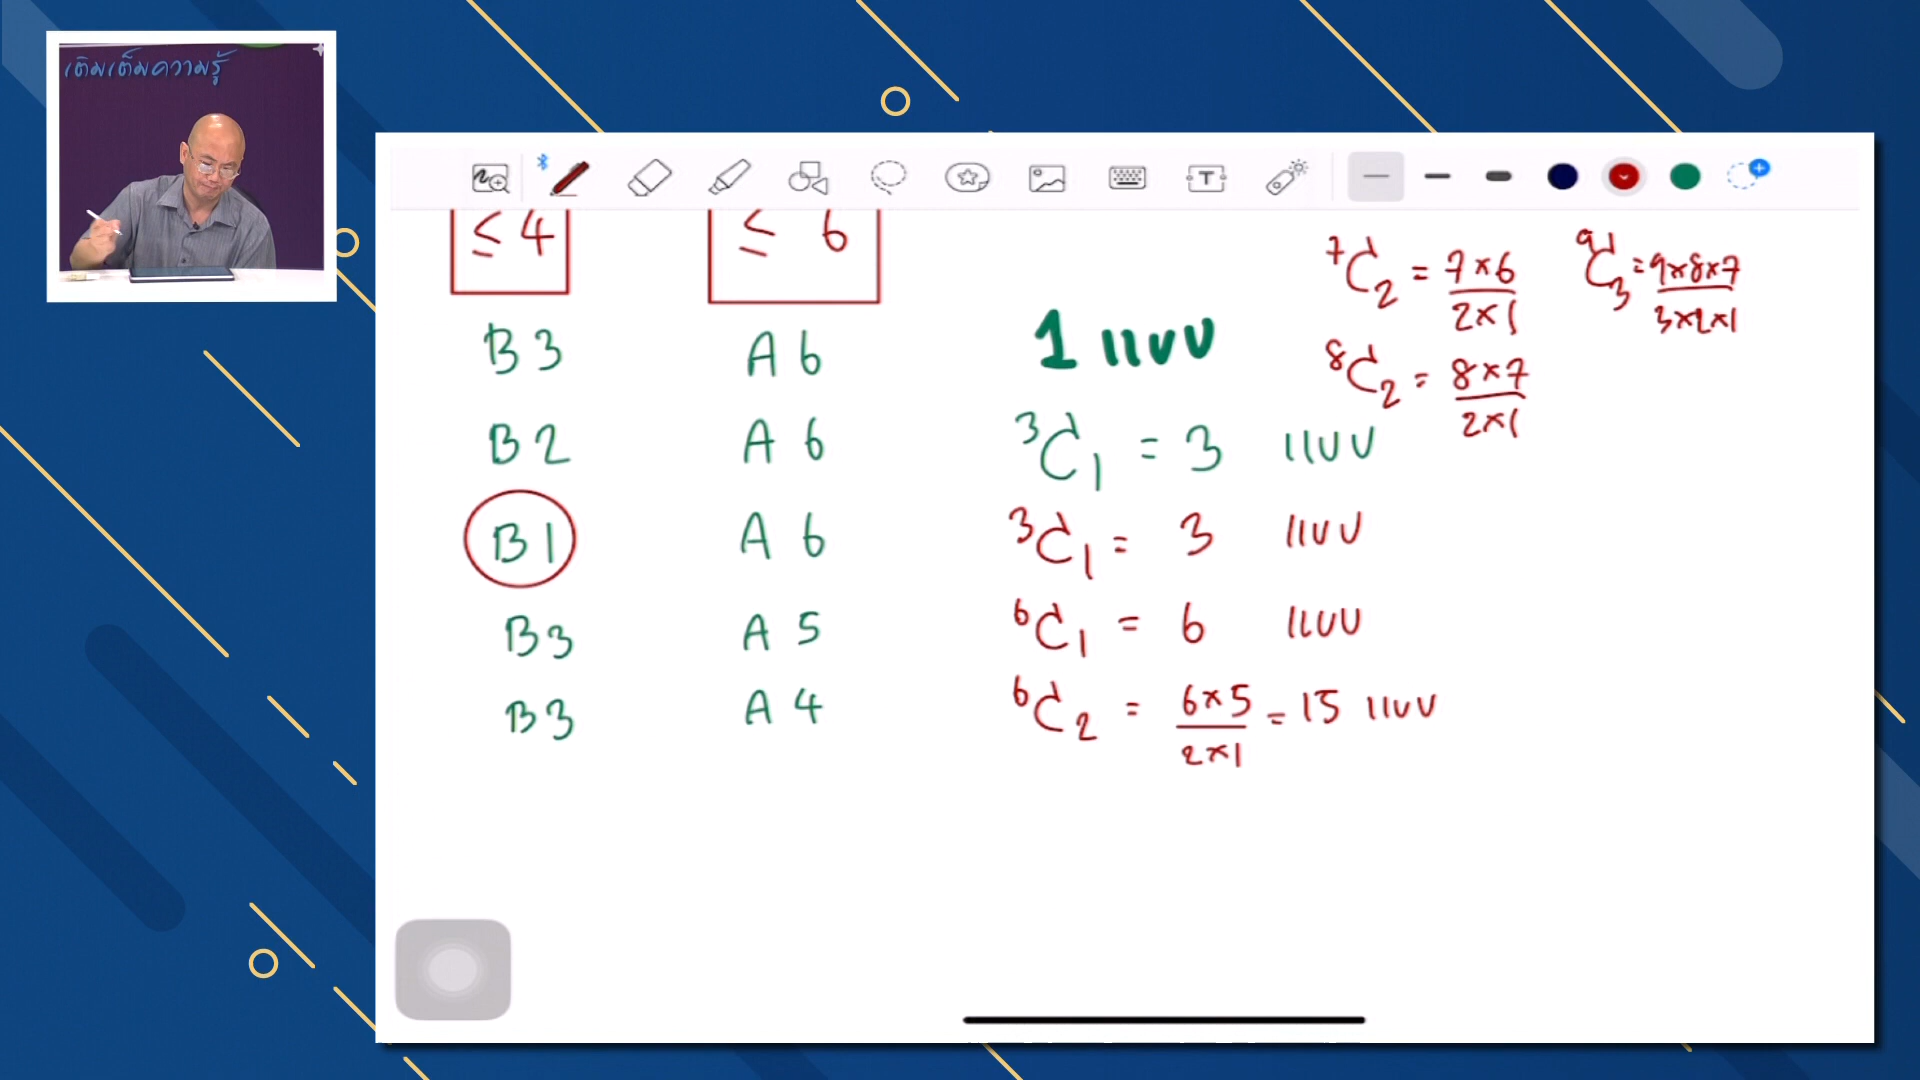 เติมเต็มความรู้
≤ 4 ≤ 6
⁷C₂ = 7×6 / 2×1 ⁹C₃ = 9×8×7 / 3×2×1
B3 A6 1 แบบ
⁸C₂ = 8×7 / 2×1
B2 A6 ³C₁ = 3 แบบ
B1 A6 ³C₁ = 3 แบบ
B3 A5 ⁶C₁ = 6 แบบ
B3 A4 ⁶C₂ = 6×5 / 2×1 = 15 แบบ